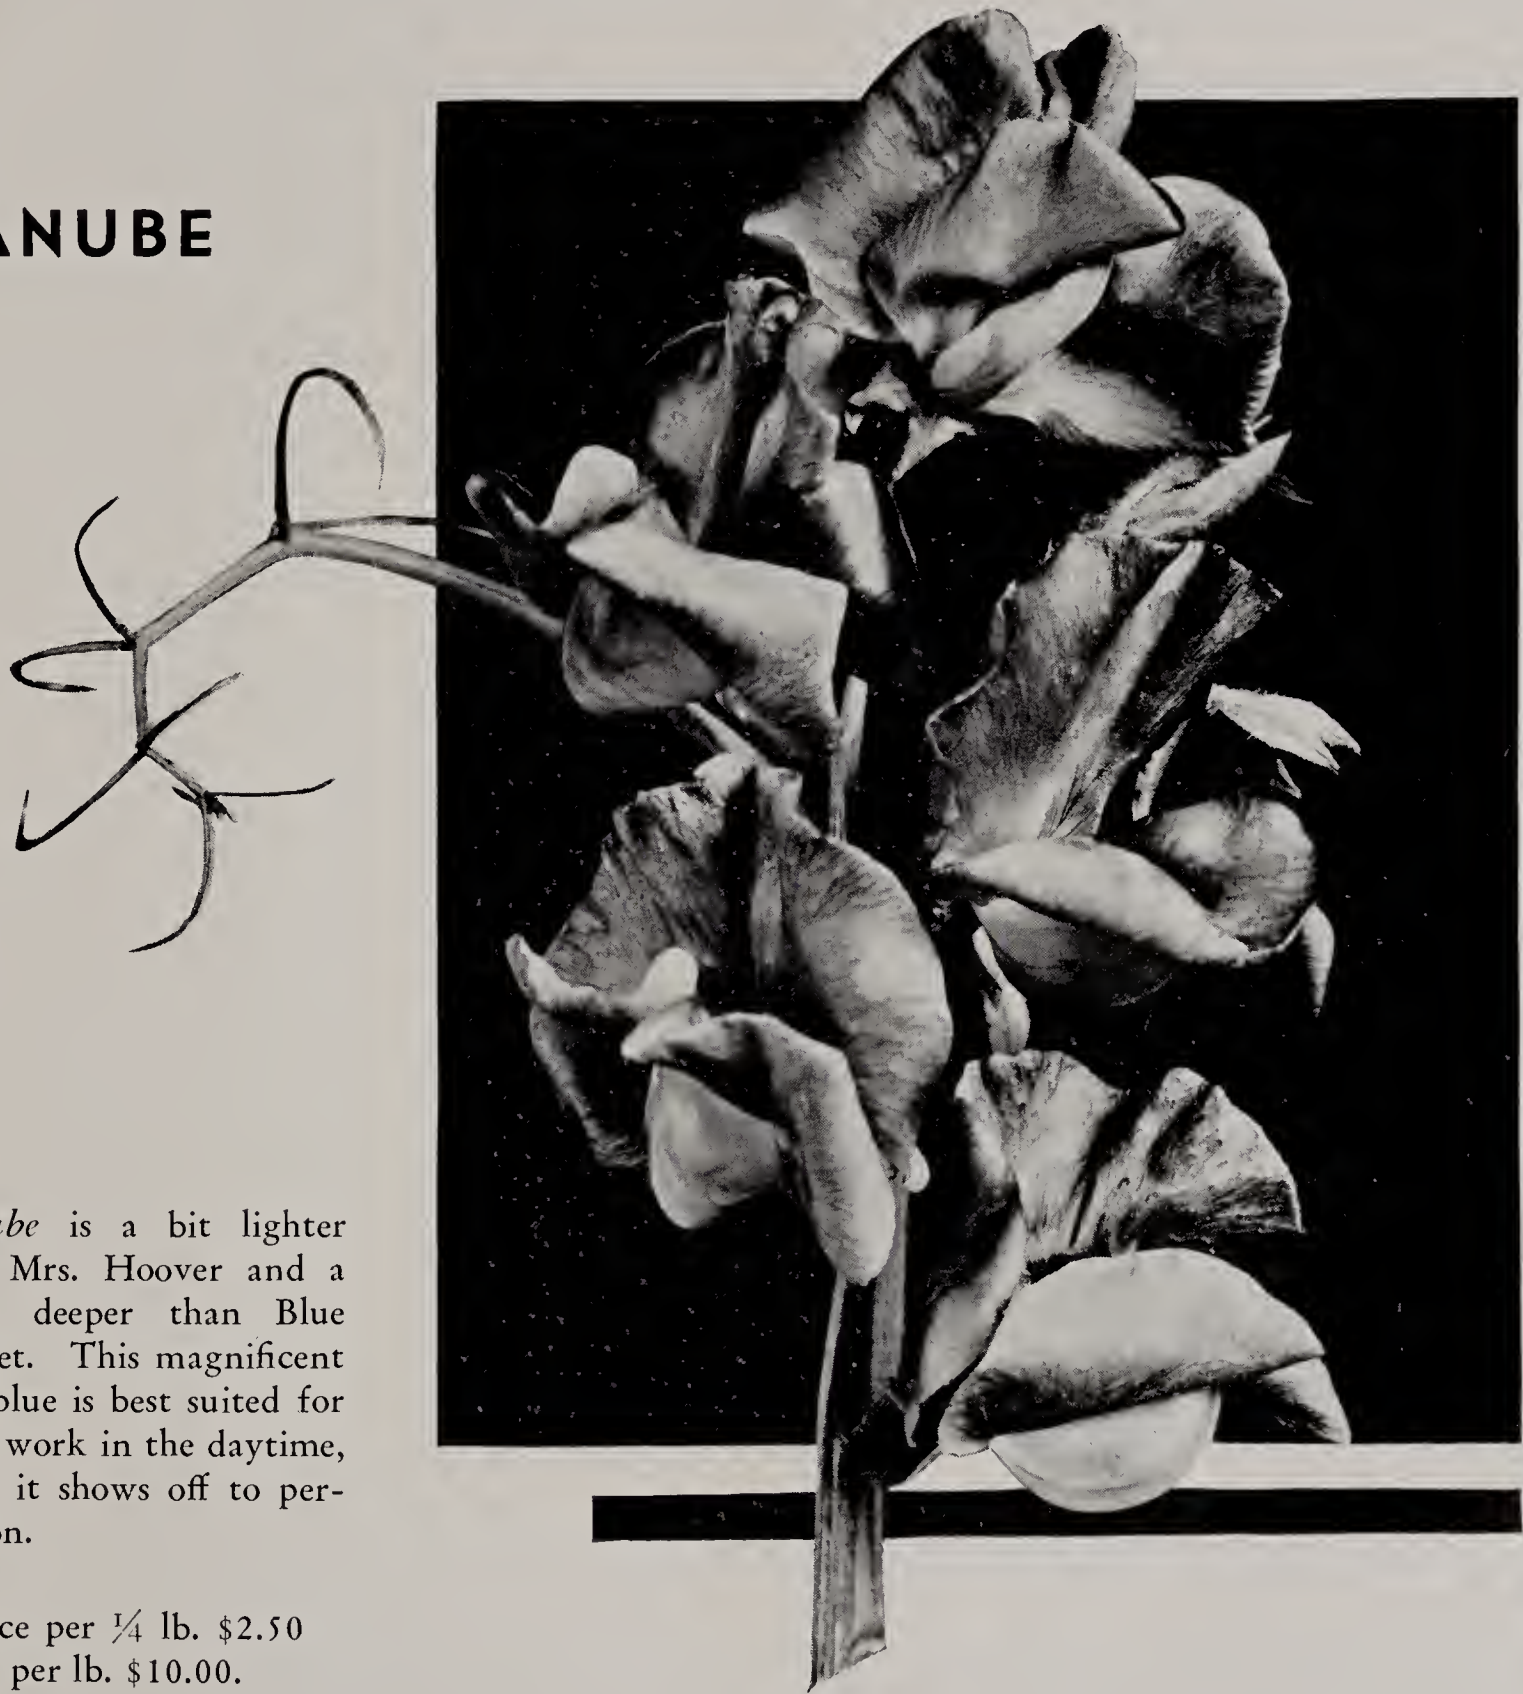 ANUBE
ube is a bit lighter
Mrs. Hoover and a
deeper than Blue
et. This magnificent
blue is best suited for
work in the daytime,
it shows off to per-
on.
ce per ¼ lb. $2.50
per lb. $10.00.